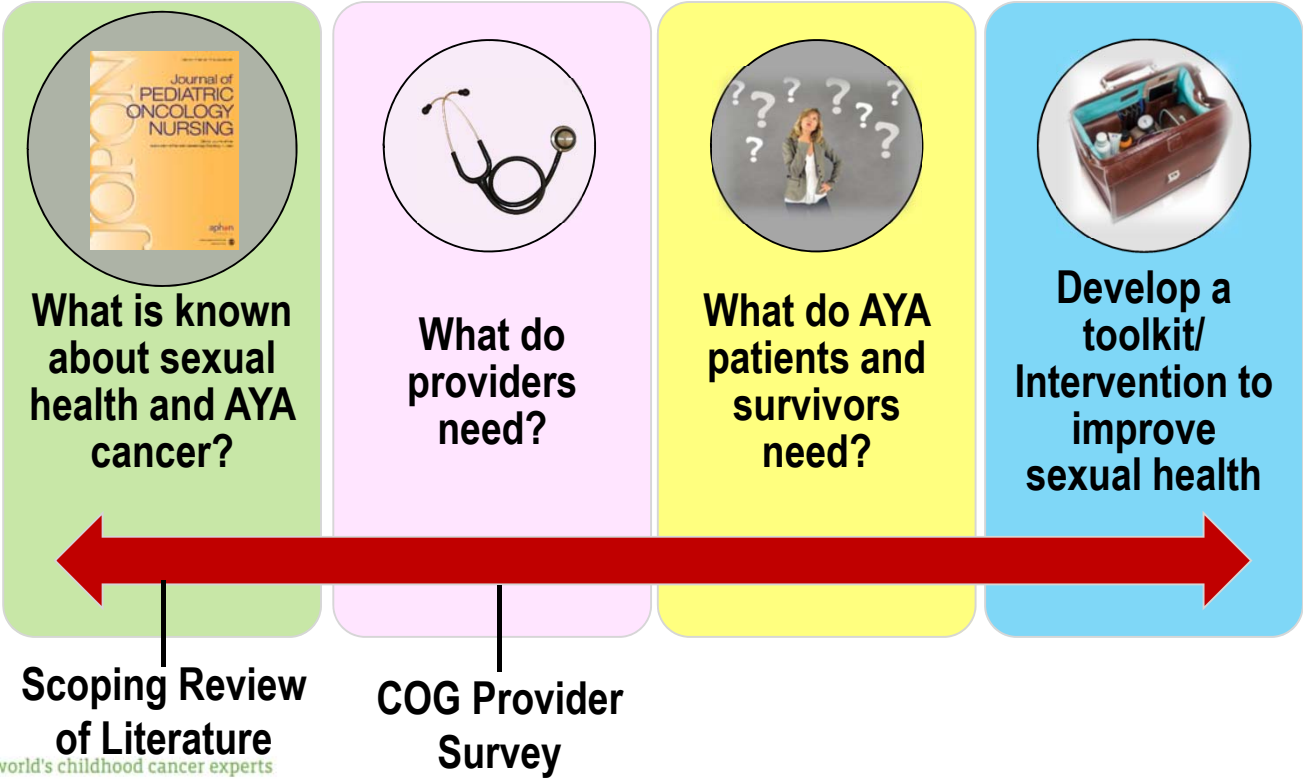 JOPON
Journal of
PEDIATRIC
ONCOLOGY
NURSING
aphon
What is known
about sexual
health and AYA
cancer?
What do
providers
need?
? ? ? ? ? ? ? ?
What do AYA
patients and
survivors
need?
Develop a
toolkit/
Intervention to
improve
sexual health
Scoping Review
of Literature
COG Provider
Survey
world's childhood cancer experts